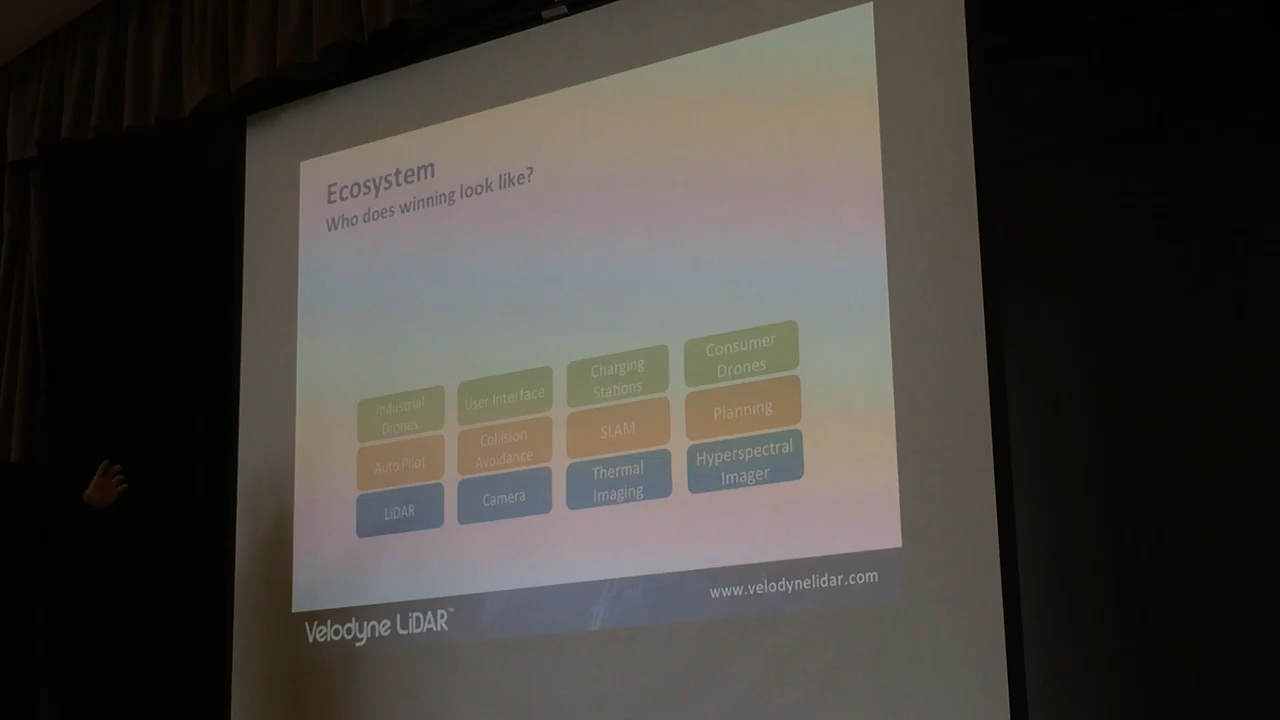 Ecosystem
Who does winning look like?
Industrial
Drones
User Interface
Charging
Stations
Consumer
Drones
Auto Pilot
Collision
Avoidance
SLAM
Planning
LiDAR
Camera
Thermal
Imaging
Hyperspectral
Imager
Velodyne LiDAR™
www.velodynelidar.com